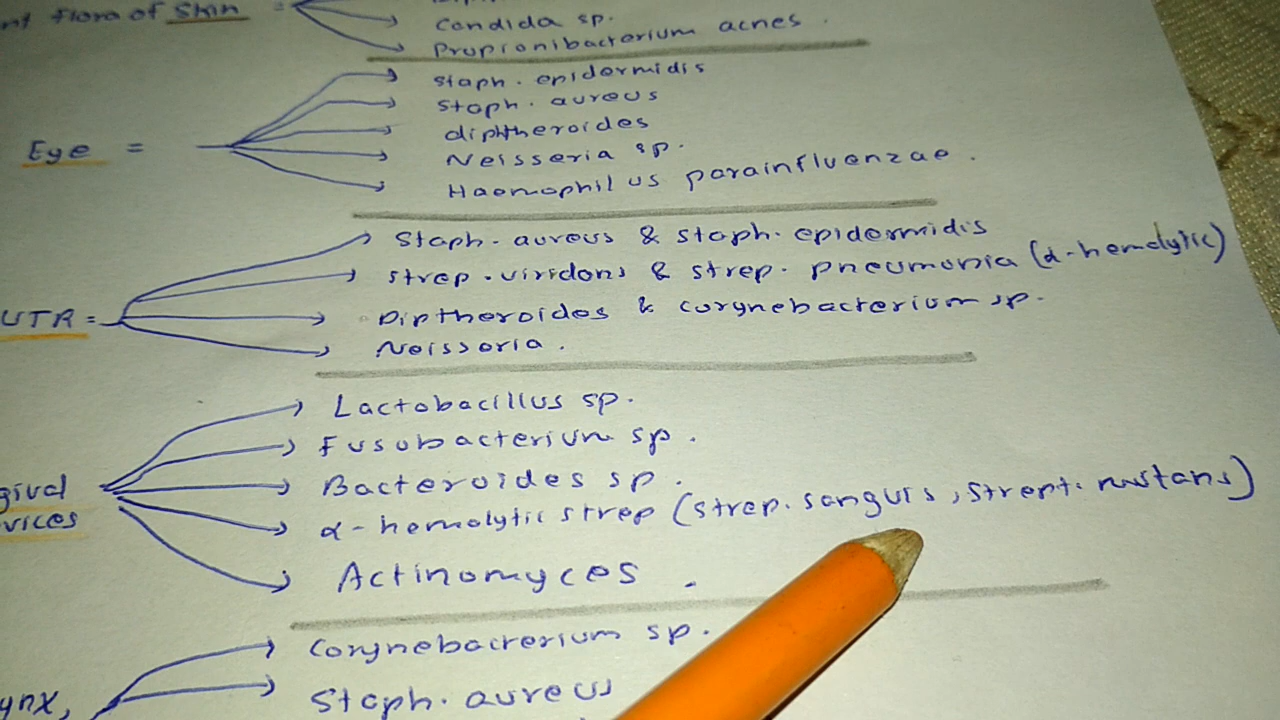 nt flora of Skin =
Candida sp.
Propionibacterium acnes.
Eye =
Staph. epidermidis
Staph. aureus
diphtheroides
Neisseria sp.
Haemophilus parainfluenzae.
UTR =
Staph. aureus & staph. epidermidis
Strep. viridans & strep. pneumonia (α-hemolytic)
Diptheroides & corynebacterium sp.
Neisseria.
gival
vices
Lactobacillus sp.
Fusobacterium sp.
Bacteroides sp.
α-hemolytic strep (strep. sanguis, strept. mutans)
Actinomyces.
ynx,
Corynebacterium sp.
Staph. aureus